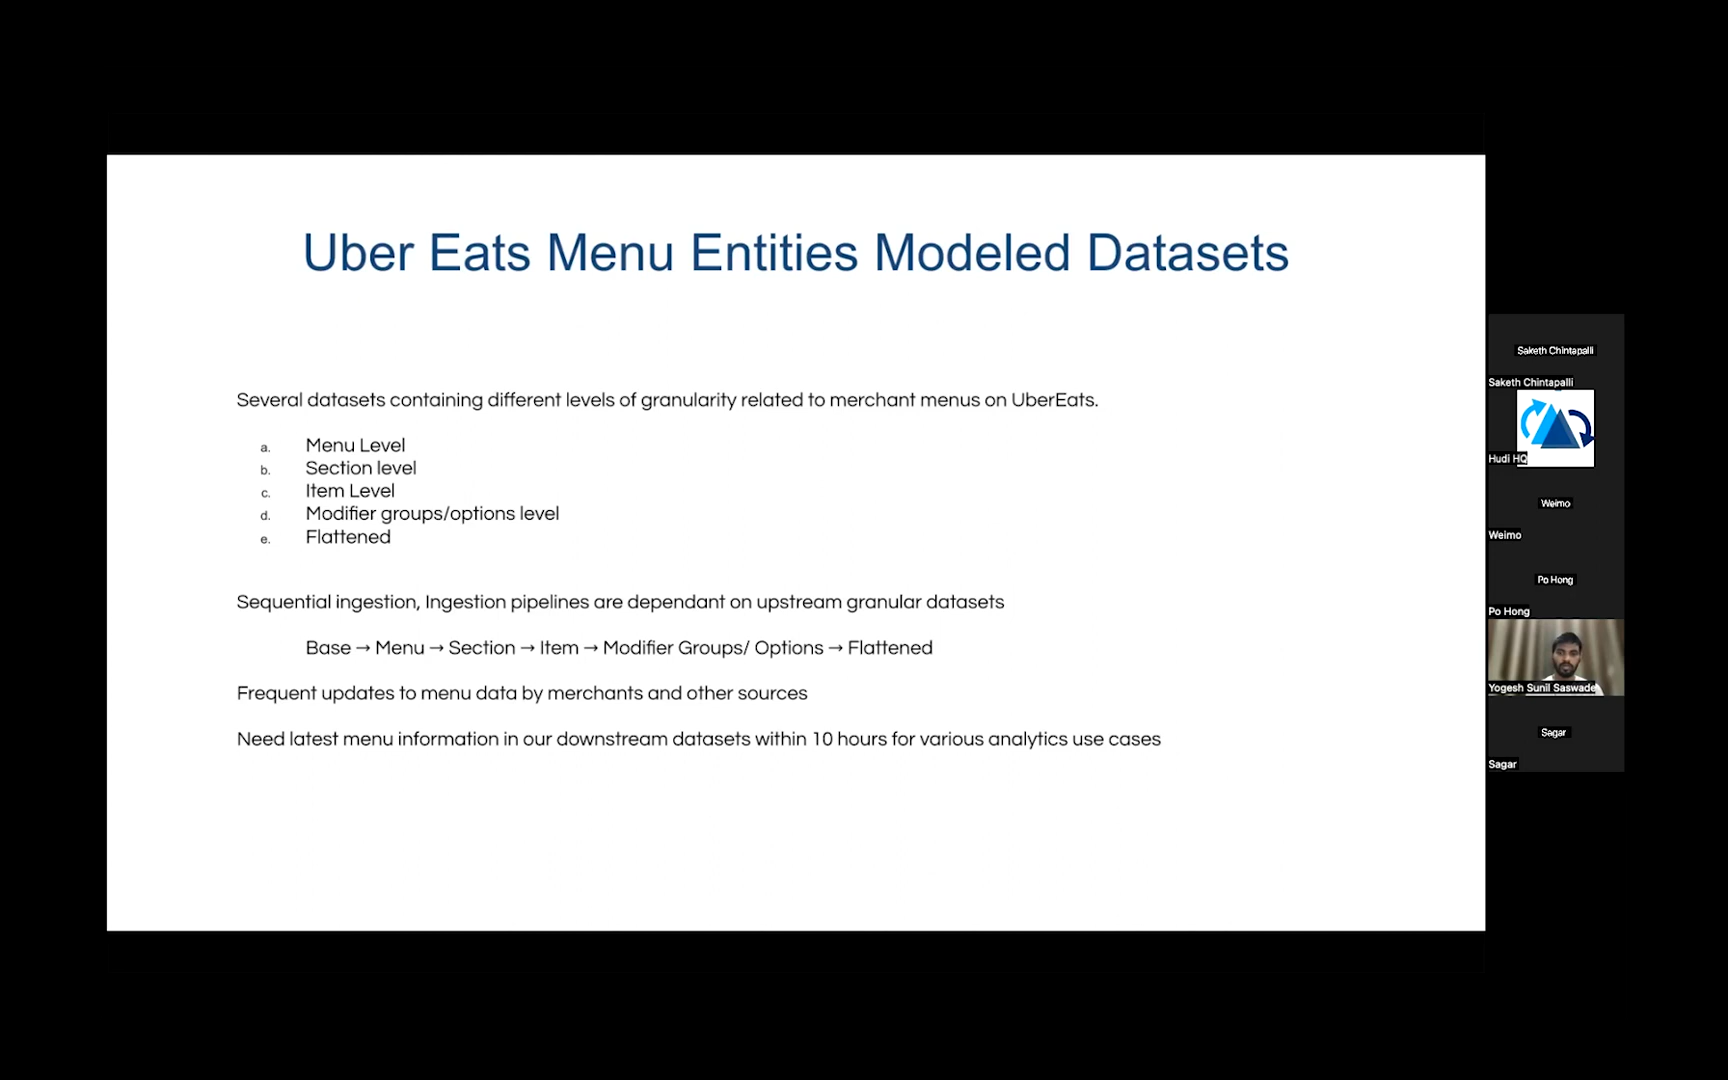 Uber Eats Menu Entities Modeled Datasets
Several datasets containing different levels of granularity related to merchant menus on UberEats.
a. Menu Level
b. Section level
c. Item Level
d. Modifier groups/options level
e. Flattened
Sequential ingestion, Ingestion pipelines are dependant on upstream granular datasets
Base → Menu → Section → Item → Modifier Groups/ Options → Flattened
Frequent updates to menu data by merchants and other sources
Need latest menu information in our downstream datasets within 10 hours for various analytics use cases
Saketh Chintapalli
Saketh Chintapalli
Hudi HQ
Weimo
Weimo
Po Hong
Po Hong
Yogesh Sunil Saswade
Sagar
Sagar